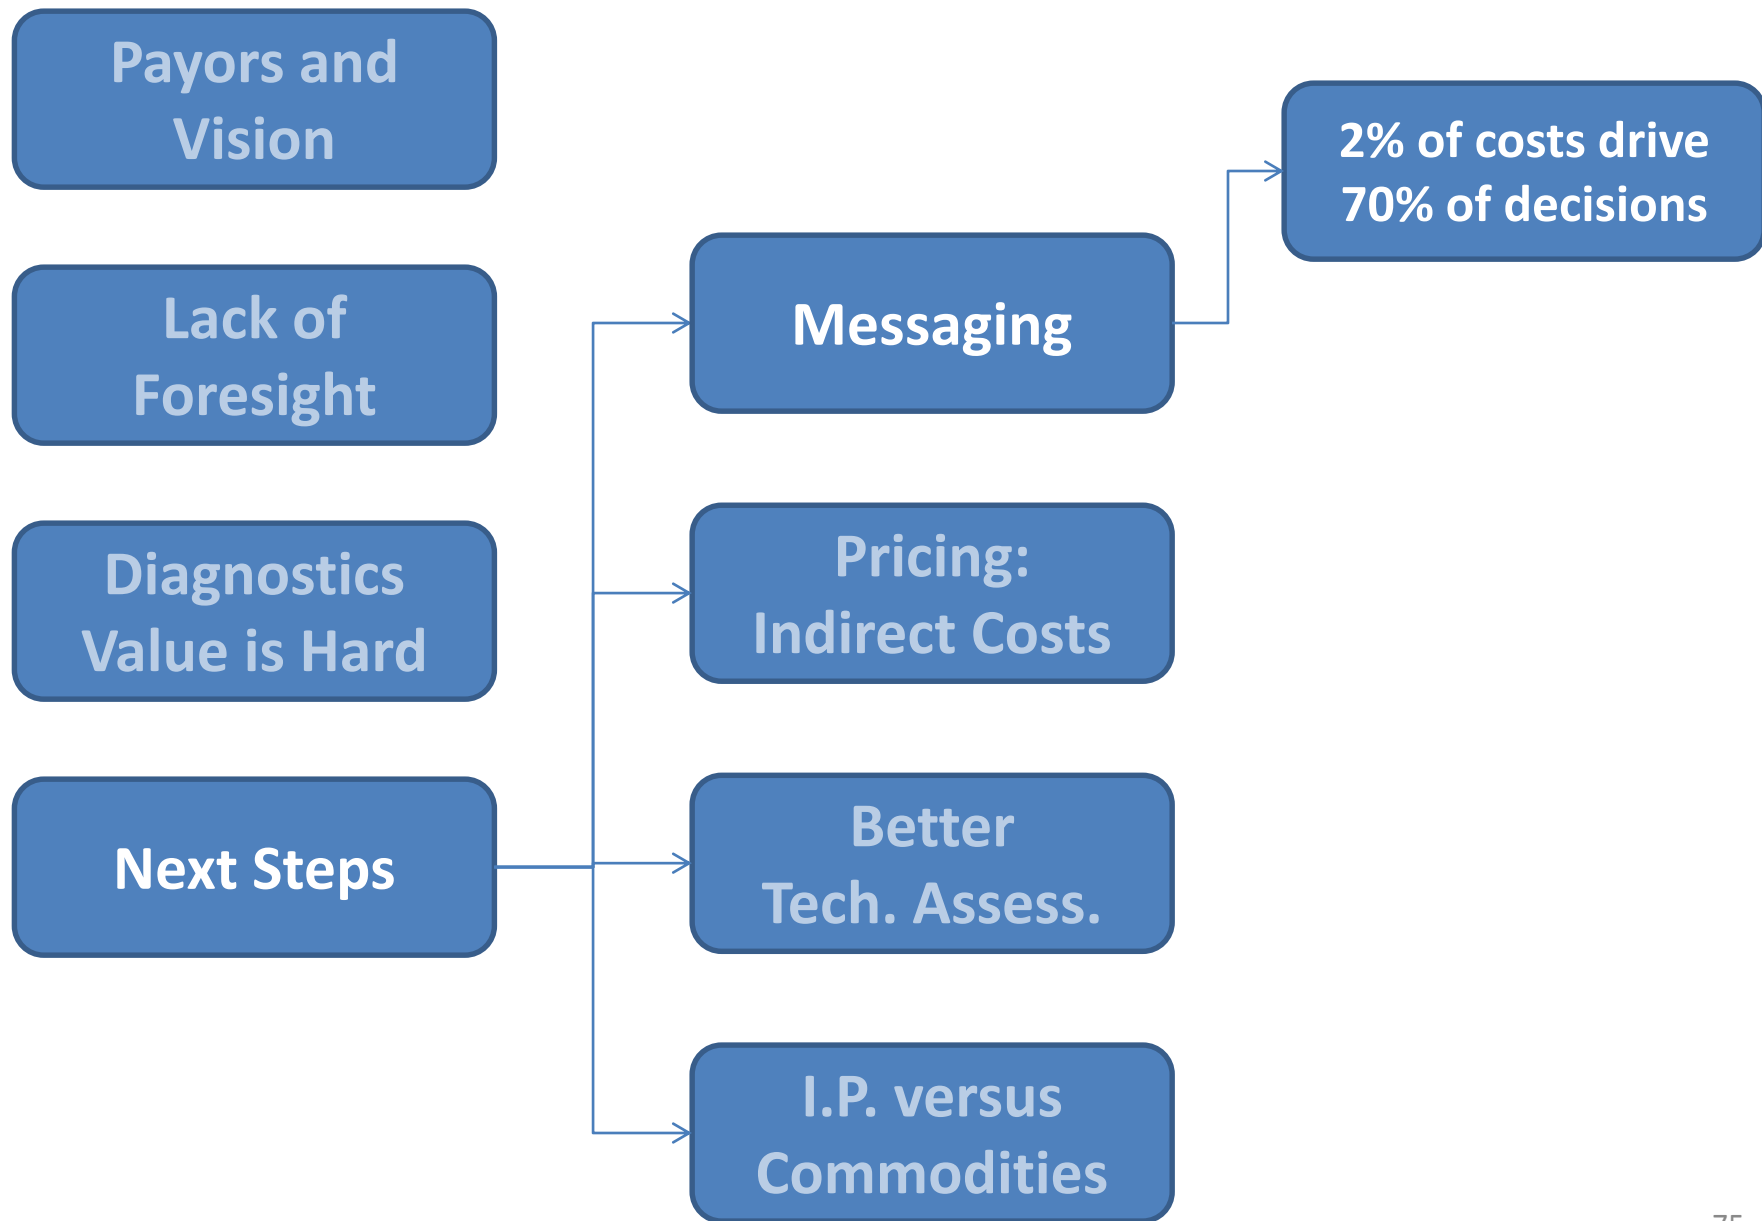 Payors and
Vision
Lack of
Foresight
Diagnostics
Value is Hard
Next Steps
Messaging
Pricing:
Indirect Costs
Better
Tech. Assess.
I.P. versus
Commodities
2% of costs drive
70% of decisions
75